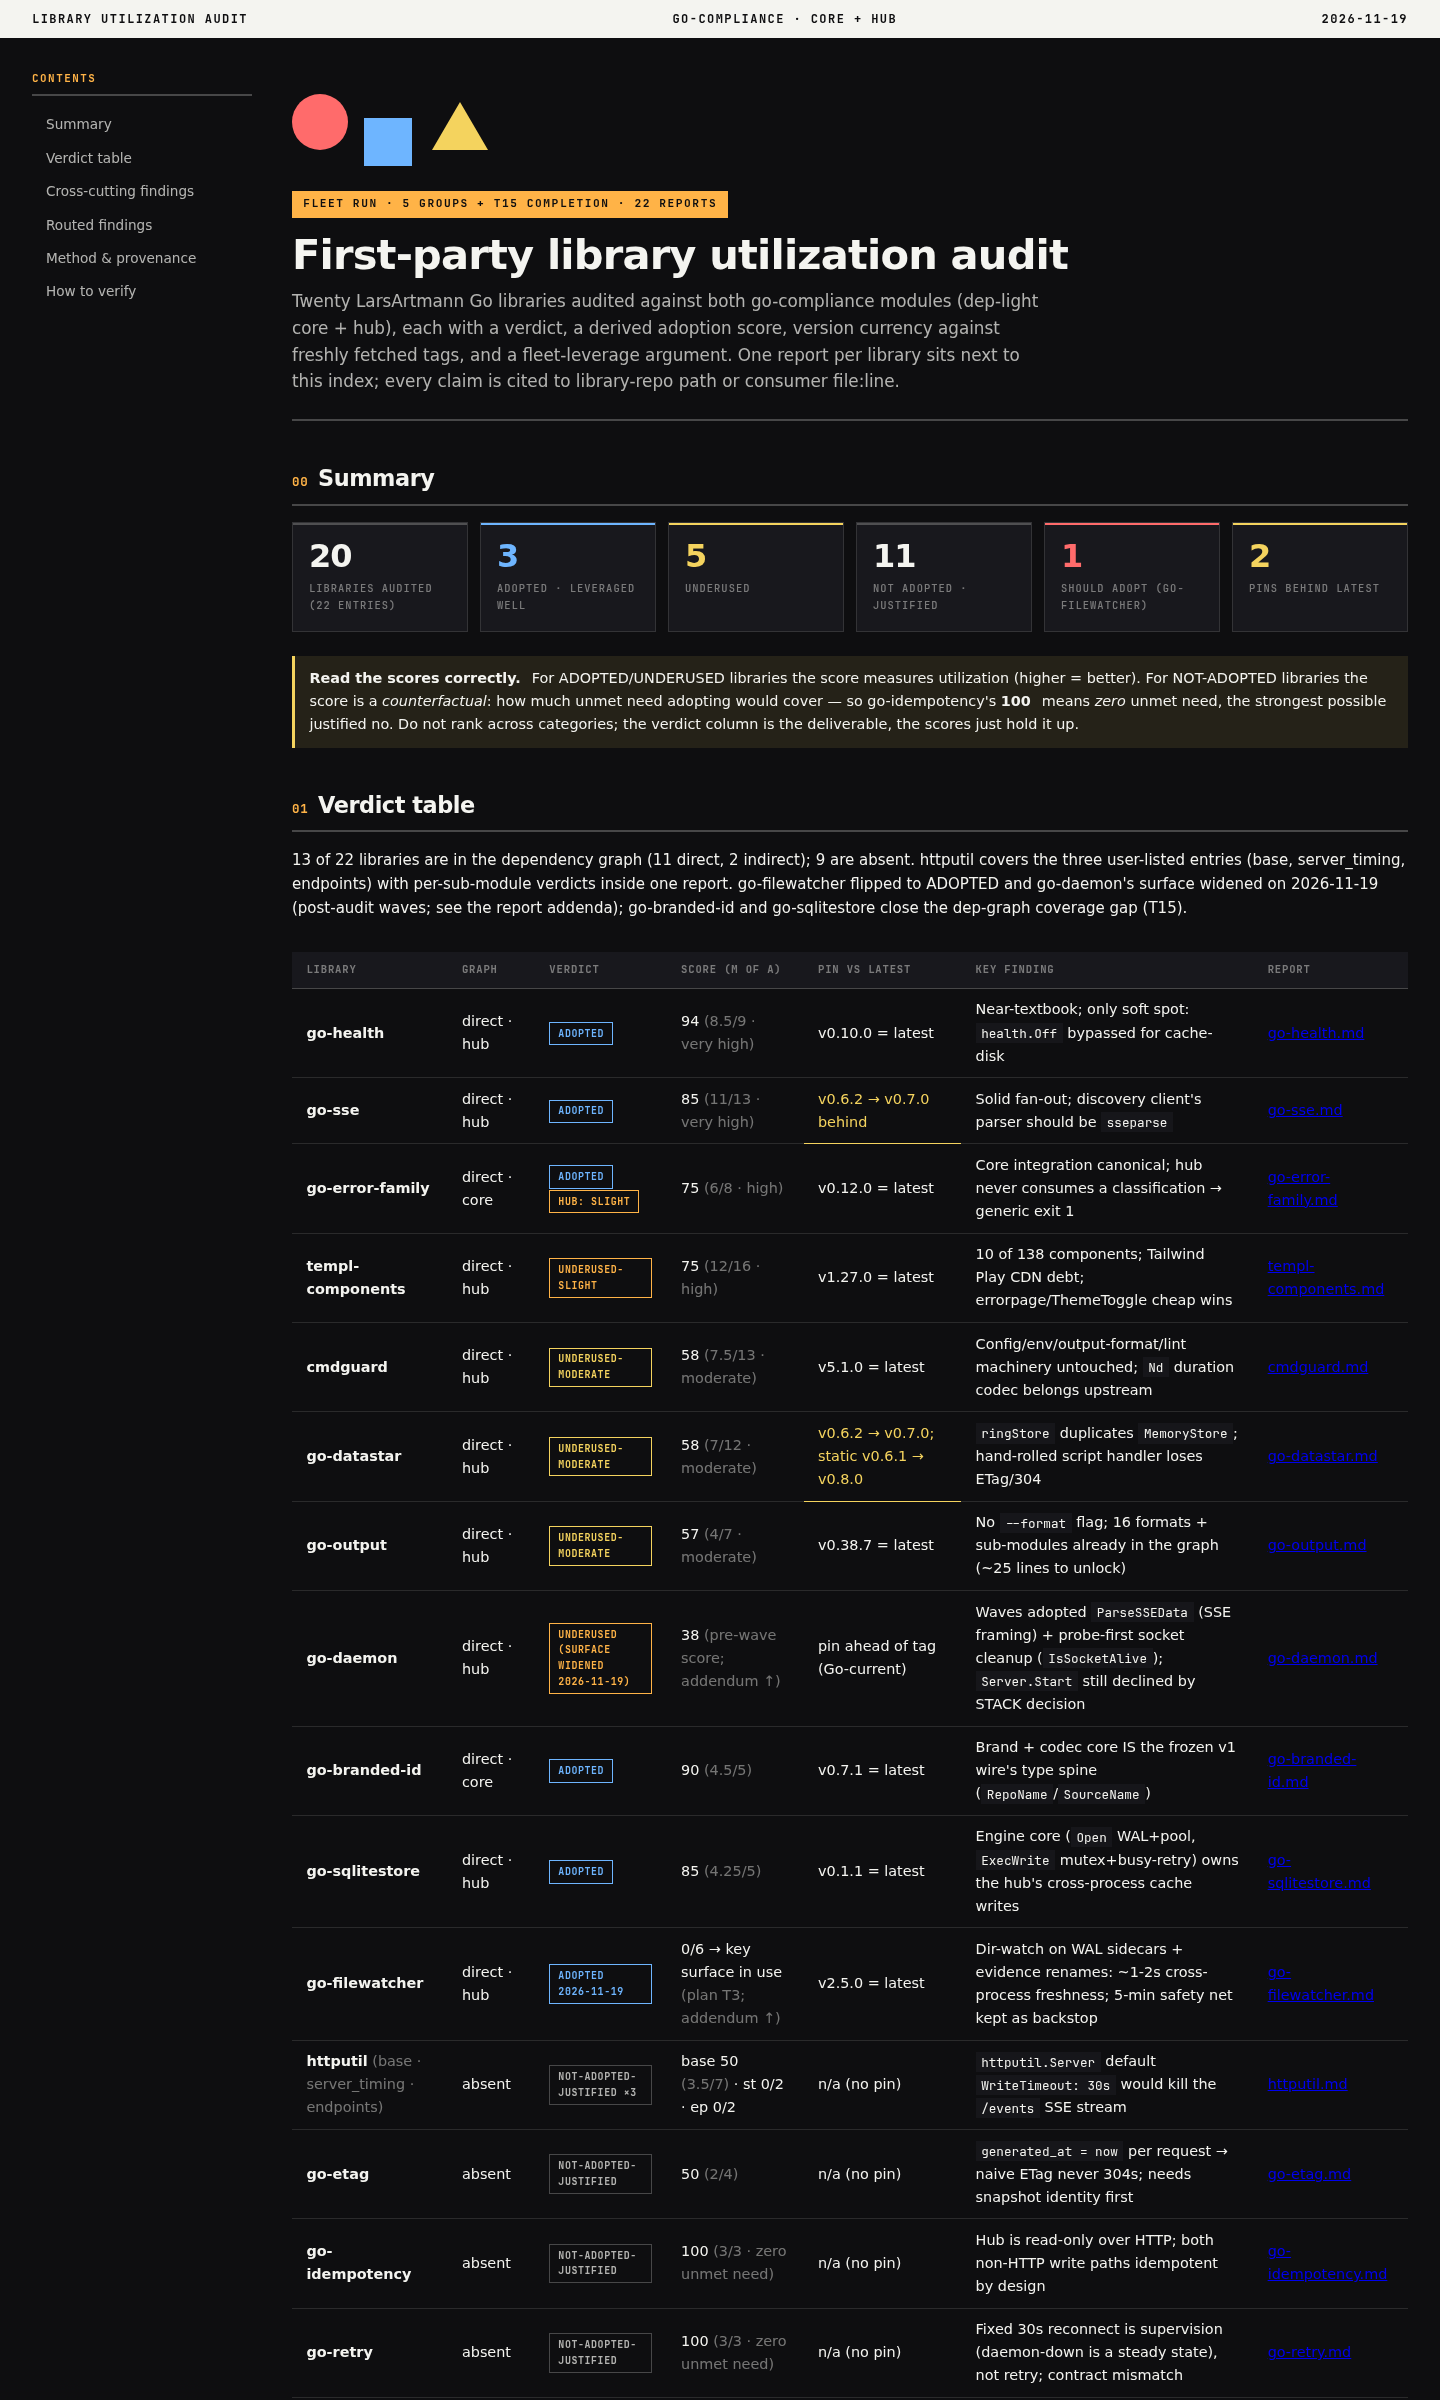 LIBRARY UTILIZATION AUDIT
GO-COMPLIANCE · CORE + HUB
2026-11-19
CONTENTS
Summary
Verdict table
Cross-cutting findings
Routed findings
Method & provenance
How to verify
FLEET RUN · 5 GROUPS + T15 COMPLETION · 22 REPORTS
First-party library utilization audit
Twenty LarsArtmann Go libraries audited against both go-compliance modules (dep-light
core + hub), each with a verdict, a derived adoption score, version currency against
freshly fetched tags, and a fleet-leverage argument. One report per library sits next to
this index; every claim is cited to library-repo path or consumer file:line.
00 Summary
20
LIBRARIES AUDITED
(22 ENTRIES)
3
ADOPTED · LEVERAGED
WELL
5
UNDERUSED
11
NOT ADOPTED ·
JUSTIFIED
1
SHOULD ADOPT (GO-
FILEWATCHER)
2
PINS BEHIND LATEST
Read the scores correctly. For ADOPTED/UNDERUSED libraries the score measures utilization (higher = better). For NOT-ADOPTED libraries the
score is a counterfactual: how much unmet need adopting would cover — so go-idempotency's 100 means zero unmet need, the strongest possible
justified no. Do not rank across categories; the verdict column is the deliverable, the scores just hold it up.
01 Verdict table
13 of 22 libraries are in the dependency graph (11 direct, 2 indirect); 9 are absent. httputil covers the three user-listed entries (base, server_timing,
endpoints) with per-sub-module verdicts inside one report. go-filewatcher flipped to ADOPTED and go-daemon's surface widened on 2026-11-19
(post-audit waves; see the report addenda); go-branded-id and go-sqlitestore close the dep-graph coverage gap (T15).
LIBRARY GRAPH VERDICT SCORE (M OF A) PIN VS LATEST KEY FINDING REPORT
go-health
direct ·
hub
ADOPTED
94 (8.5/9 ·
very high)
v0.10.0 = latest
Near-textbook; only soft spot:
health.Off bypassed for cache-
disk
go-health.md
go-sse
direct ·
hub
ADOPTED
85 (11/13 ·
very high)
v0.6.2 → v0.7.0
behind
Solid fan-out; discovery client's
parser should be sseparse
go-sse.md
go-error-family
direct ·
core
ADOPTED
HUB: SLIGHT
75 (6/8 · high)
v0.12.0 = latest
Core integration canonical; hub
never consumes a classification →
generic exit 1
go-error-
family.md
templ-
components
direct ·
hub
UNDERUSED-
SLIGHT
75 (12/16 ·
high)
v1.27.0 = latest
10 of 138 components; Tailwind
Play CDN debt;
errorpage/ThemeToggle cheap wins
templ-
components.md
cmdguard
direct ·
hub
UNDERUSED-
MODERATE
58 (7.5/13 ·
moderate)
v5.1.0 = latest
Config/env/output-format/lint
machinery untouched; Nd duration
codec belongs upstream
cmdguard.md
go-datastar
direct ·
hub
UNDERUSED-
MODERATE
58 (7/12 ·
moderate)
v0.6.2 → v0.7.0;
static v0.6.1 →
v0.8.0
ringStore duplicates MemoryStore;
hand-rolled script handler loses
ETag/304
go-datastar.md
go-output
direct ·
hub
UNDERUSED-
MODERATE
57 (4/7 ·
moderate)
v0.38.7 = latest
No --format flag; 16 formats +
sub-modules already in the graph
(~25 lines to unlock)
go-output.md
go-daemon
direct ·
hub
UNDERUSED
(SURFACE
WIDENED
2026-11-19)
38 (pre-wave
score;
addendum ↑)
pin ahead of tag
(Go-current)
Waves adopted ParseSSEData (SSE
framing) + probe-first socket
cleanup ( IsSocketAlive );
Server.Start still declined by
STACK decision
go-daemon.md
go-branded-id
direct ·
core
ADOPTED
90 (4.5/5)
v0.7.1 = latest
Brand + codec core IS the frozen v1
wire's type spine
( RepoName / SourceName )
go-branded-
id.md
go-sqlitestore
direct ·
hub
ADOPTED
85 (4.25/5)
v0.1.1 = latest
Engine core ( Open WAL+pool,
ExecWrite mutex+busy-retry) owns
the hub's cross-process cache
writes
go-
sqlitestore.md
go-filewatcher
direct ·
hub
ADOPTED
2026-11-19
0/6 → key
surface in use
(plan T3;
addendum ↑)
v2.5.0 = latest
Dir-watch on WAL sidecars +
evidence renames: ~1-2s cross-
process freshness; 5-min safety net
kept as backstop
go-
filewatcher.md
httputil (base ·
server_timing ·
endpoints)
absent
NOT-ADOPTED-
JUSTIFIED ×3
base 50
(3.5/7) · st 0/2
· ep 0/2
n/a (no pin)
httputil.Server default
WriteTimeout: 30s would kill the
/events SSE stream
httputil.md
go-etag
absent
NOT-ADOPTED-
JUSTIFIED
50 (2/4)
n/a (no pin)
generated_at = now per request →
naive ETag never 304s; needs
snapshot identity first
go-etag.md
go-
idempotency
absent
NOT-ADOPTED-
JUSTIFIED
100 (3/3 · zero
unmet need)
n/a (no pin)
Hub is read-only over HTTP; both
non-HTTP write paths idempotent
by design
go-
idempotency.md
go-retry
absent
NOT-ADOPTED-
JUSTIFIED
100 (3/3 · zero
unmet need)
n/a (no pin)
Fixed 30s reconnect is supervision
(daemon-down is a steady state),
not retry; contract mismatch
go-retry.md